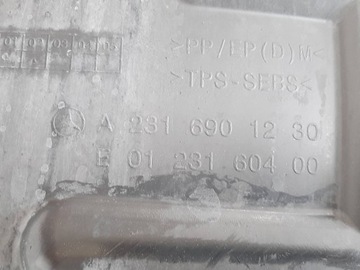 >PP/EP(D)M<
>TPS-SEBS<
A 231 690 12 30
B 01 231 604 00